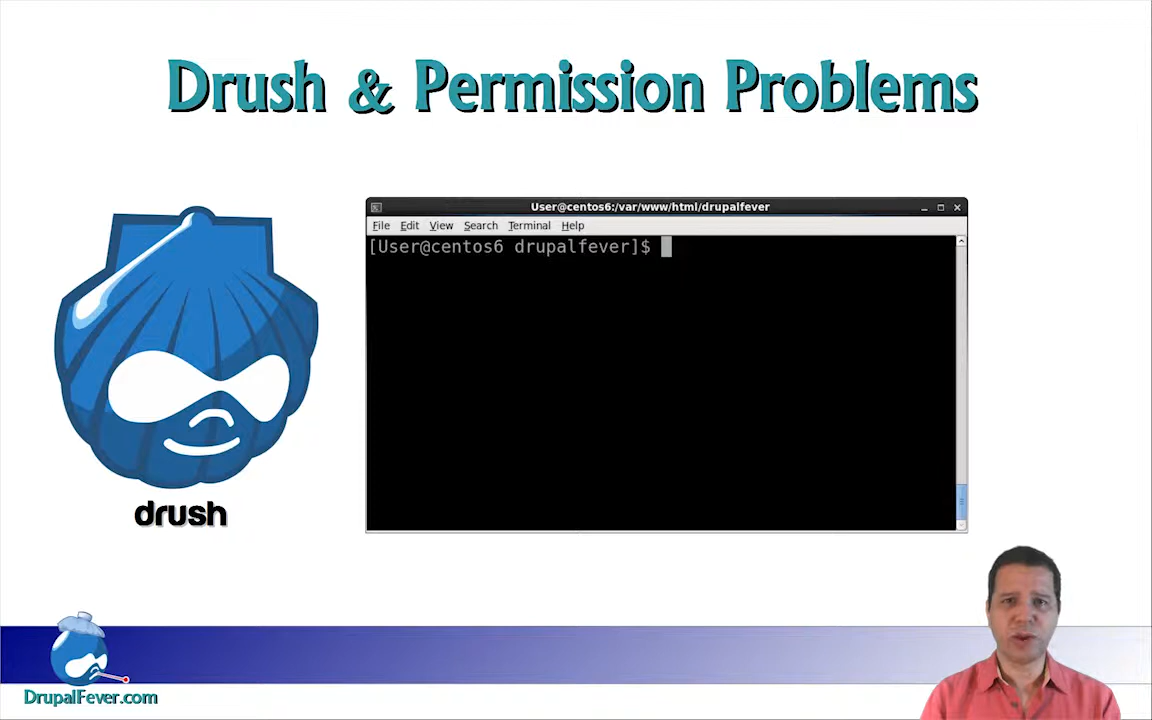 Drush & Permission Problems
User@centos6:/var/www/html/drupalfever
File Edit View Search Terminal Help
[User@centos6 drupalfever]$
drush
DrupalFever.com